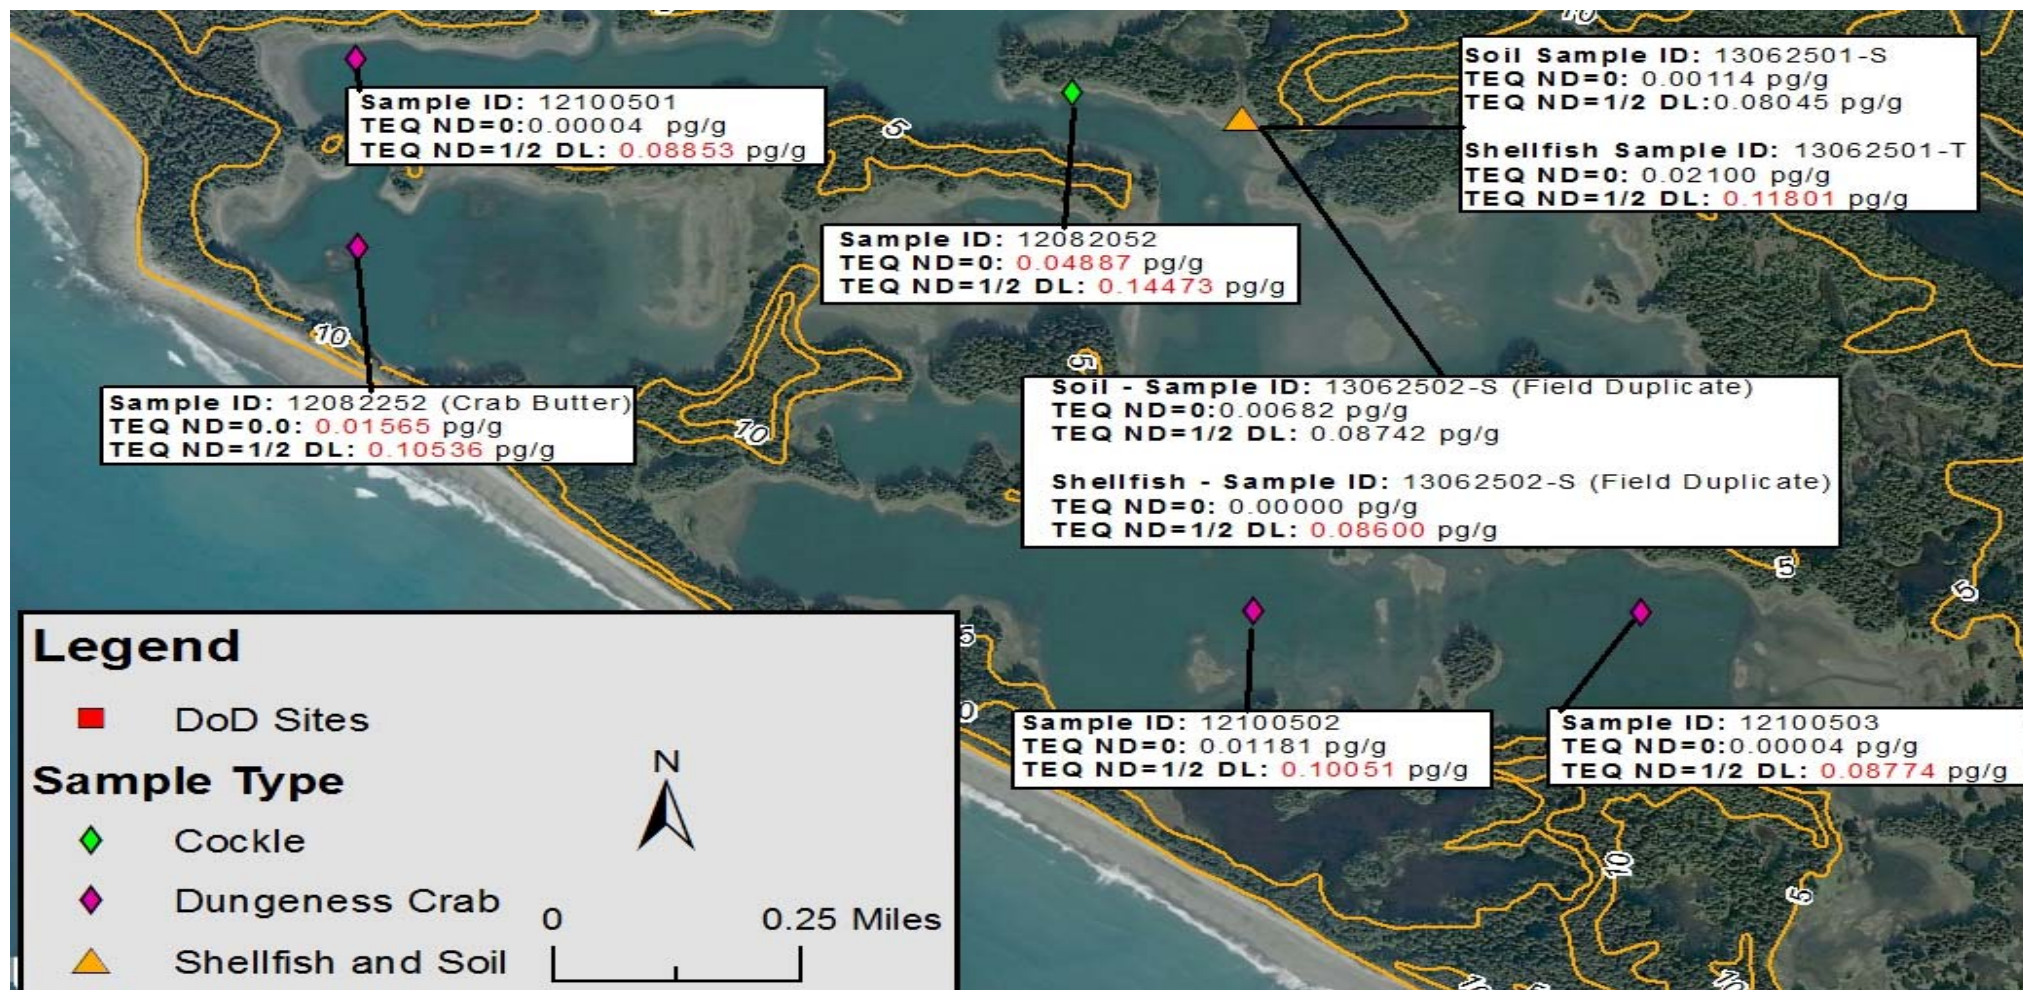 10
Soil Sample ID: 13062501-S
TEQ ND=0: 0.00114 pg/g
TEQ ND=1/2 DL:0.08045 pg/g
Shellfish Sample ID: 13062501-T
TEQ ND=0: 0.02100 pg/g
TEQ ND=1/2 DL: 0.11801 pg/g
Sample ID: 12100501
TEQ ND=0:0.00004 pg/g
TEQ ND=1/2 DL: 0.08853 pg/g
5
Sample ID: 12082052
TEQ ND=0: 0.04887 pg/g
TEQ ND=1/2 DL: 0.14473 pg/g
10
5
Sample ID: 12082252 (Crab Butter)
TEQ ND=0.0: 0.01565 pg/g
TEQ ND=1/2 DL: 0.10536 pg/g
10
Soil - Sample ID: 13062502-S (Field Duplicate)
TEQ ND=0:0.00682 pg/g
TEQ ND=1/2 DL: 0.08742 pg/g
Shellfish - Sample ID: 13062502-S (Field Duplicate)
TEQ ND=0: 0.00000 pg/g
TEQ ND=1/2 DL: 0.08600 pg/g
5
5
5
Sample ID: 12100502
TEQ ND=0: 0.01181 pg/g
TEQ ND=1/2 DL: 0.10051 pg/g
Sample ID: 12100503
TEQ ND=0:0.00004 pg/g
TEQ ND=1/2 DL: 0.08774 pg/g
10
5
10
Legend
DoD Sites
Sample Type
Cockle
Dungeness Crab
Shellfish and Soil
N
0 0.25 Miles